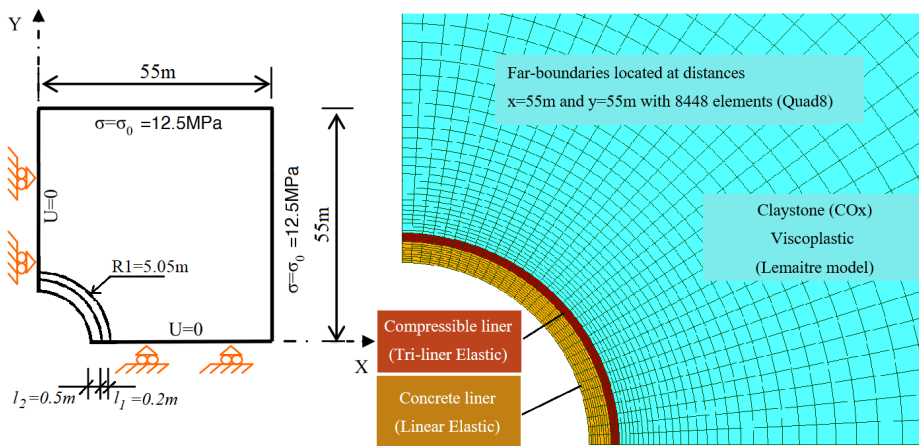 Y
55m
σ=σ₀ =12.5MPa
U=0
R1=5.05m
σ=σ₀ =12.5MPa
55m
U=0
X
l₂=0.5m
l₁=0.2m
Far-boundaries located at distances
x=55m and y=55m with 8448 elements (Quad8)
Claystone (COx)
Viscoplastic
(Lemaitre model)
Compressible liner
(Tri-liner Elastic)
Concrete liner
(Linear Elastic)